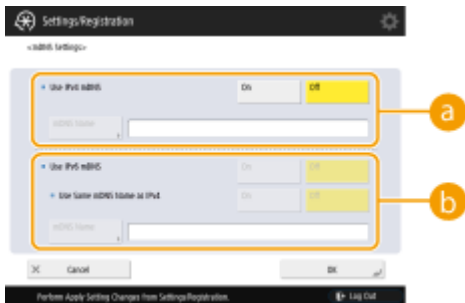 Settings/Registration
<mDNS Settings>
Use IPv4 mDNS
On
Off
mDNS Name
a
Use IPv6 mDNS
On
Off
Use Same mDNS Name as IPv4
On
Off
b
mDNS Name
Cancel
OK
Perform Apply Setting Changes from Settings/Registration.
Log Out